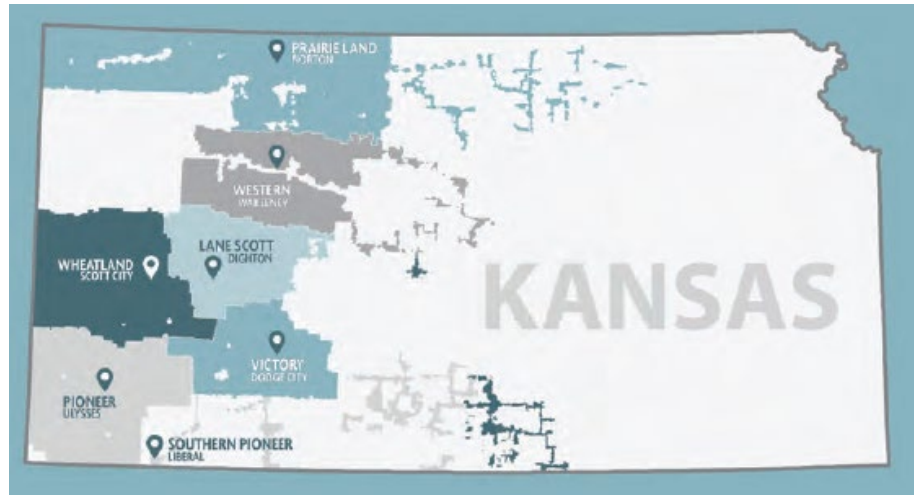 PRAIRIE LAND
NORTON
WESTERN
WAKEENEY
LANE SCOTT
DIGHTON
WHEATLAND
SCOTT CITY
KANSAS
VICTORY
DODGE CITY
PIONEER
ULYSSES
SOUTHERN PIONEER
LIBERAL